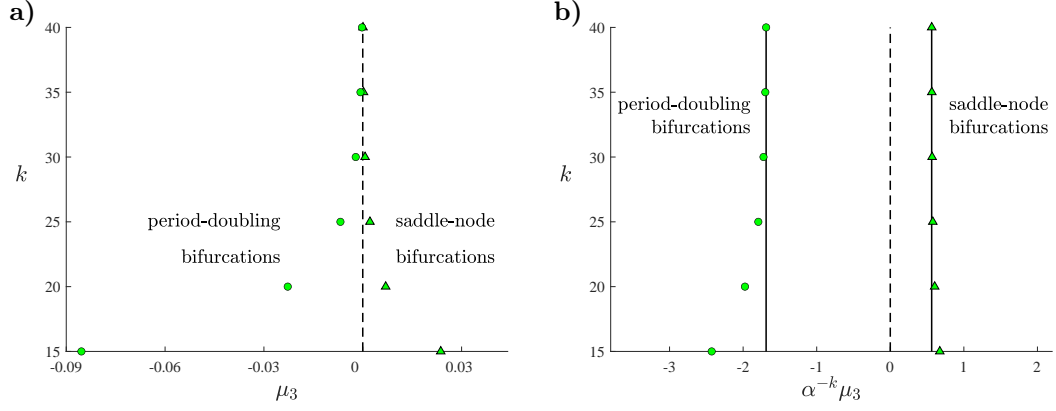 a)
40
35
30
25
20
15
k
period-doubling
bifurcations
saddle-node
bifurcations
-0.09
-0.06
-0.03
0
0.03
μ₃
b)
40
35
30
25
20
15
k
period-doubling
bifurcations
saddle-node
bifurcations
-3
-2
-1
0
1
2
α⁻ᵏμ₃